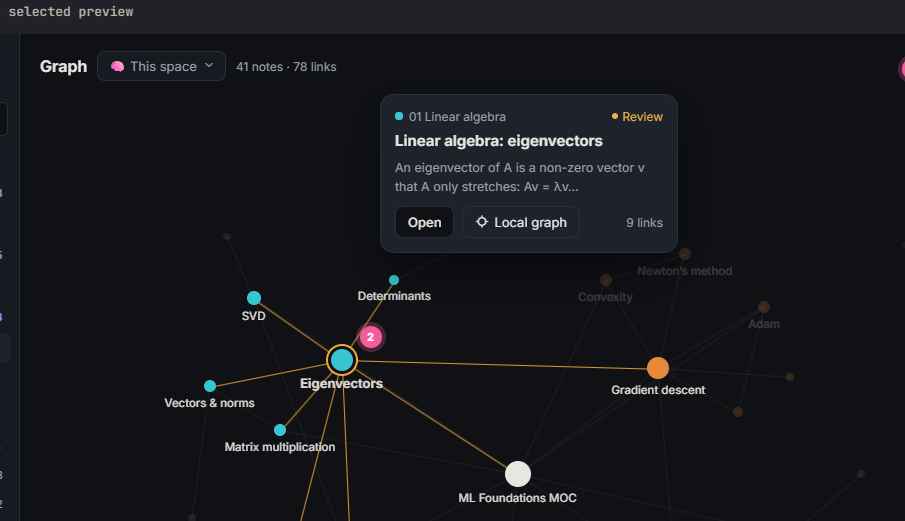 selected preview
Graph
🧠 This space
41 notes · 78 links
01 Linear algebra
Review
Linear algebra: eigenvectors
An eigenvector of A is a non-zero vector v
that A only stretches: Av = λv...
Open
Local graph
9 links
Newton's method
Determinants
Convexity
SVD
Adam
2
Eigenvectors
Gradient descent
Vectors & norms
Matrix multiplication
ML Foundations MOC